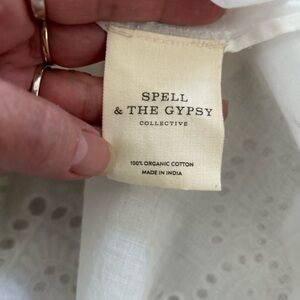 SPELL
& THE GYPSY
COLLECTIVE
100% ORGANIC COTTON
MADE IN INDIA